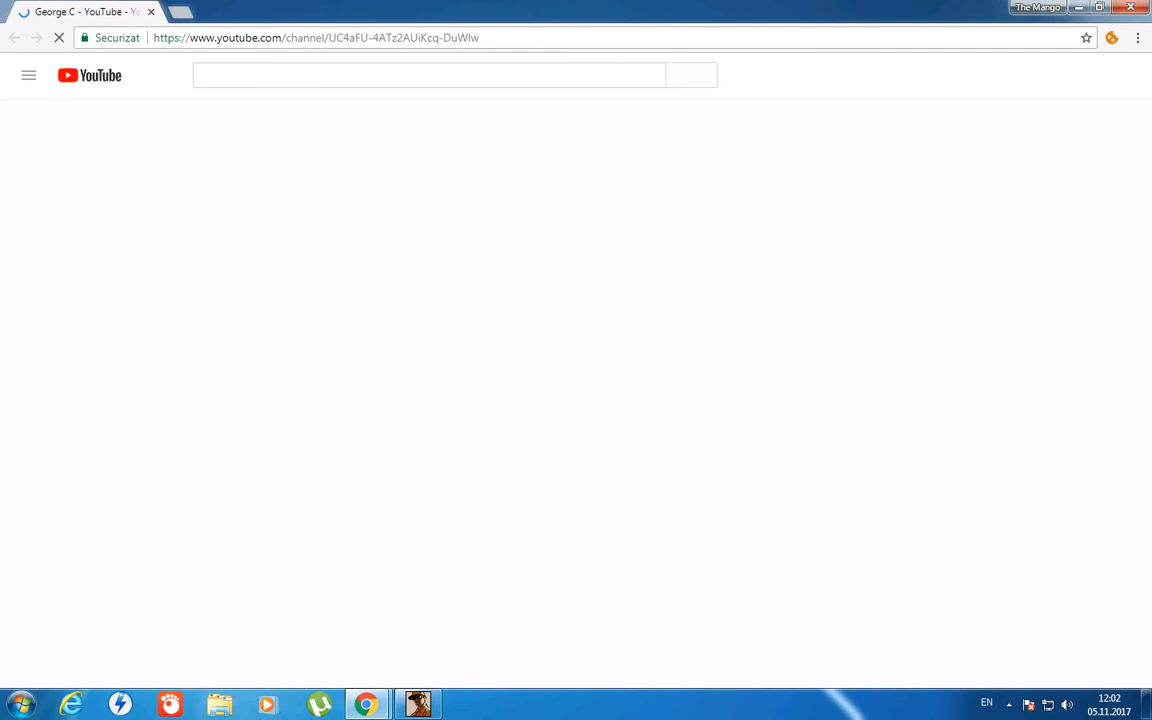 George C - YouTube - Yo
The Mango
Securizat
https://www.youtube.com/channel/UC4aFU-4ATz2AUiKcq-DuWIw
YouTube
EN
12:02
05.11.2017